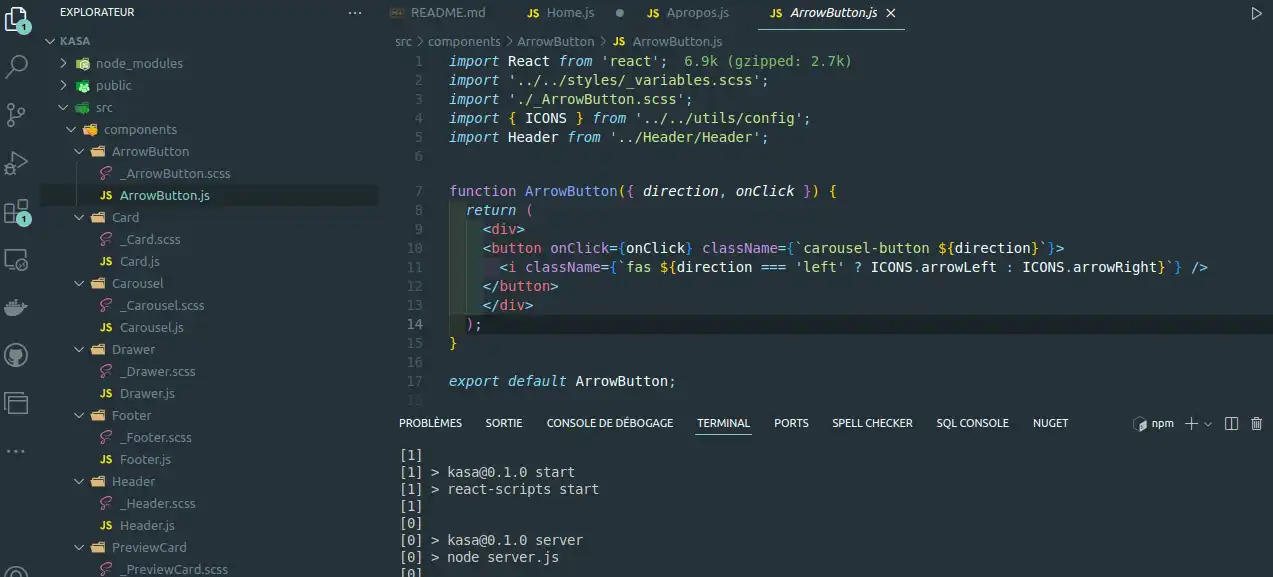 EXPLORATEUR ...
KASA
node_modules
public
src
components
ArrowButton
_ArrowButton.scss
JS ArrowButton.js
Card
_Card.scss
JS Card.js
Carousel
_Carousel.scss
JS Carousel.js
Drawer
_Drawer.scss
JS Drawer.js
Footer
_Footer.scss
JS Footer.js
Header
_Header.scss
JS Header.js
PreviewCard
_PreviewCard.scss
1
1
README.md JS Home.js JS Apropos.js JS ArrowButton.js
src > components > ArrowButton > JS ArrowButton.js
1 import React from 'react'; 6.9k (gzipped: 2.7k)
2 import '../../styles/_variables.scss';
3 import './_ArrowButton.scss';
4 import { ICONS } from '../../utils/config';
5 import Header from '../Header/Header';
6
7 function ArrowButton({ direction, onClick }) {
8 return (
9 <div>
10 <button onClick={onClick} className={`carousel-button ${direction}`}>
11 <i className={`fas ${direction === 'left' ? ICONS.arrowLeft : ICONS.arrowRight}`} />
12 </button>
13 </div>
14 );
15 }
16
17 export default ArrowButton;
18
PROBLÈMES SORTIE CONSOLE DE DÉBOGAGE TERMINAL PORTS SPELL CHECKER SQL CONSOLE NUGET npm
[1]
[1] > kasa@0.1.0 start
[1] > react-scripts start
[1]
[0]
[0] > kasa@0.1.0 server
[0] > node server.js
[0]